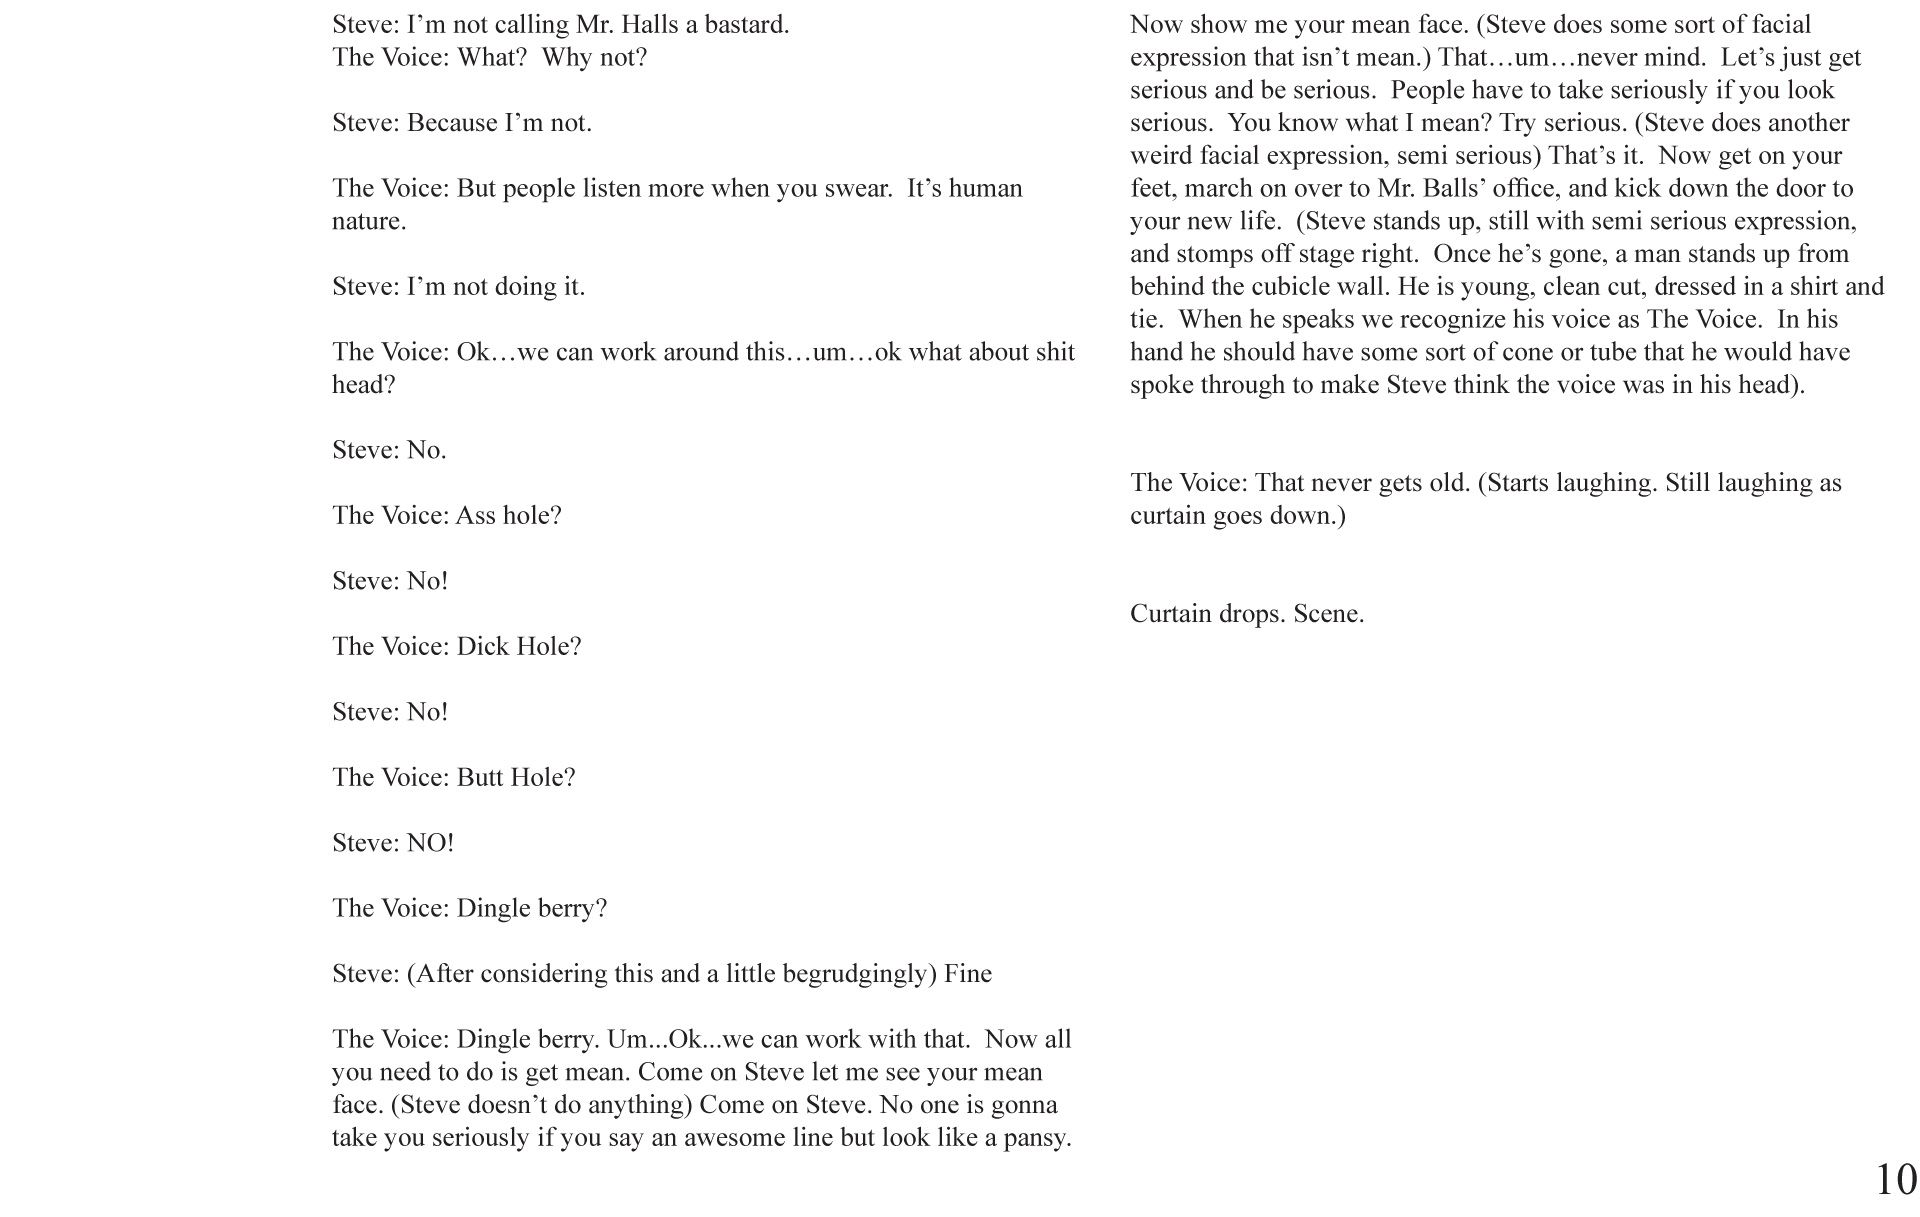 Steve: I’m not calling Mr. Halls a bastard.
The Voice: What?  Why not?
Steve: Because I’m not.
The Voice: But people listen more when you swear.  It’s human
nature.
Steve: I’m not doing it.
The Voice: Ok…we can work around this…um…ok what about shit
head?
Steve: No.
The Voice: Ass hole?
Steve: No!
The Voice: Dick Hole?
Steve: No!
The Voice: Butt Hole?
Steve: NO!
The Voice: Dingle berry?
Steve: (After considering this and a little begrudgingly) Fine
The Voice: Dingle berry. Um...Ok...we can work with that.  Now all
you need to do is get mean. Come on Steve let me see your mean
face. (Steve doesn’t do anything) Come on Steve. No one is gonna
take you seriously if you say an awesome line but look like a pansy.
Now show me your mean face. (Steve does some sort of facial
expression that isn’t mean.) That…um…never mind.  Let’s just get
serious and be serious.  People have to take seriously if you look
serious.  You know what I mean? Try serious. (Steve does another
weird facial expression, semi serious) That’s it.  Now get on your
feet, march on over to Mr. Balls’ office, and kick down the door to
your new life.  (Steve stands up, still with semi serious expression,
and stomps off stage right.  Once he’s gone, a man stands up from
behind the cubicle wall. He is young, clean cut, dressed in a shirt and
tie.  When he speaks we recognize his voice as The Voice.  In his
hand he should have some sort of cone or tube that he would have
spoke through to make Steve think the voice was in his head).
The Voice: That never gets old. (Starts laughing. Still laughing as
curtain goes down.)
Curtain drops. Scene.
10